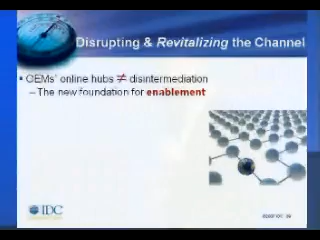 Disrupting & Revitalizing the Channel
▪ OEMs' online hubs ≠ disintermediation
– The new foundation for enablement
IDC